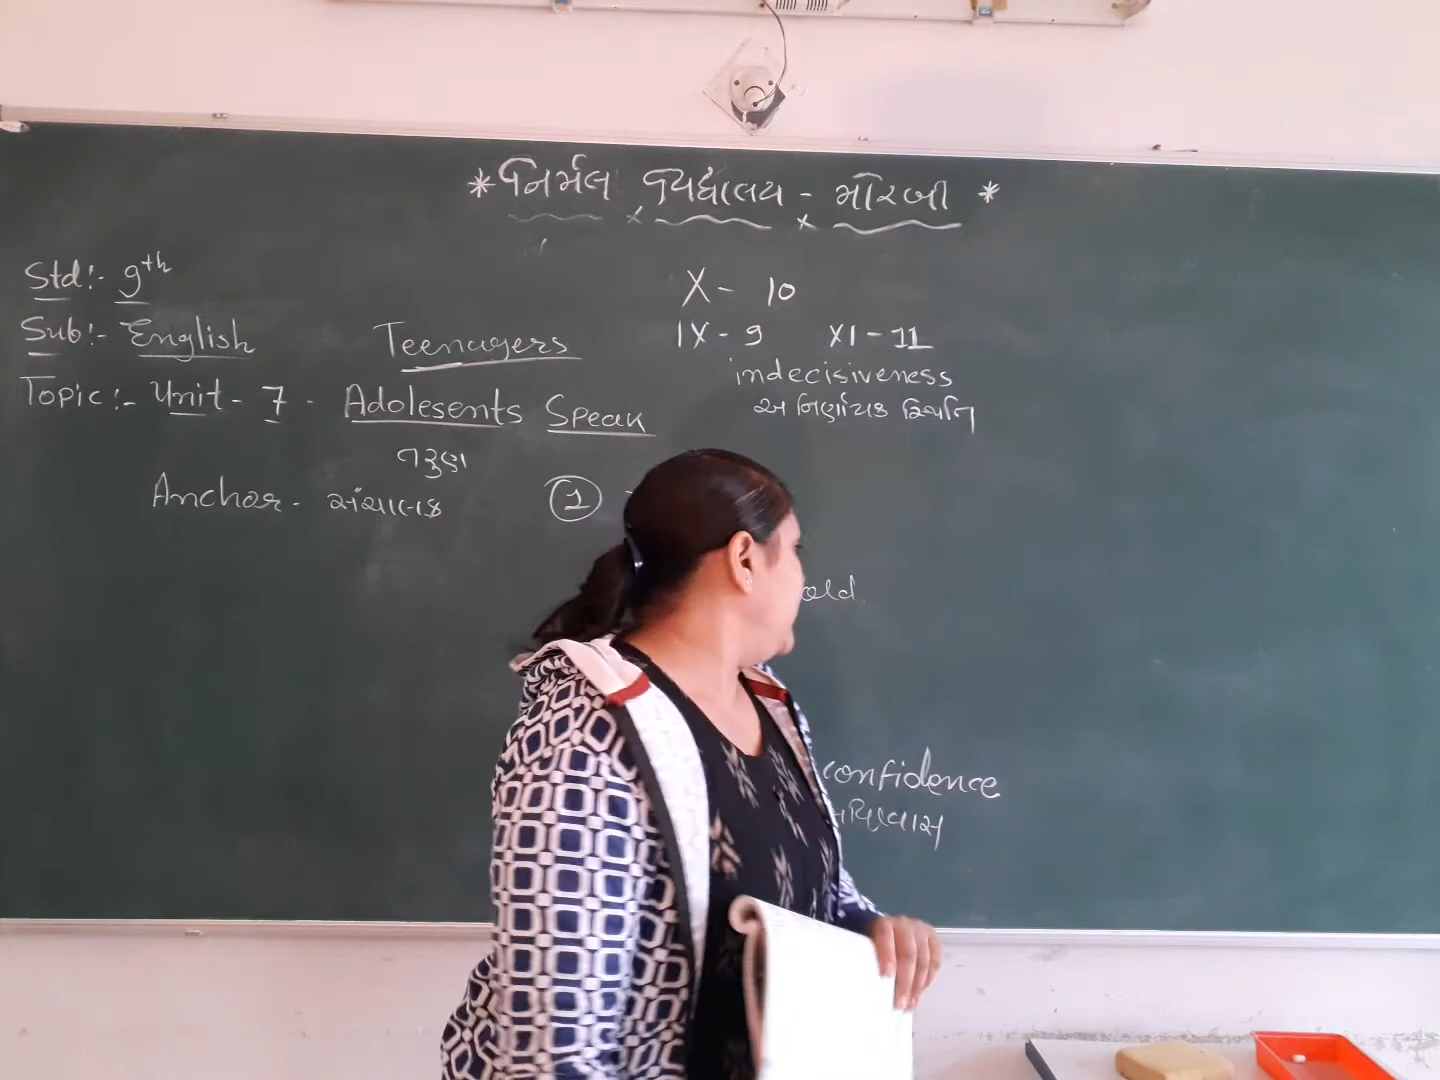 * નિર્મલ વિદ્યાલય - મોરબી *
Std:- 9th
Sub:- English
Teenagers
Topic:- Unit - 7 - Adolesents Speak
તરુણ
Anchor - સંચાલક
X - 10
IX - 9 XI - 11
indecisiveness
અ નિર્ણાયક સ્થિતિ
1
old
confidence